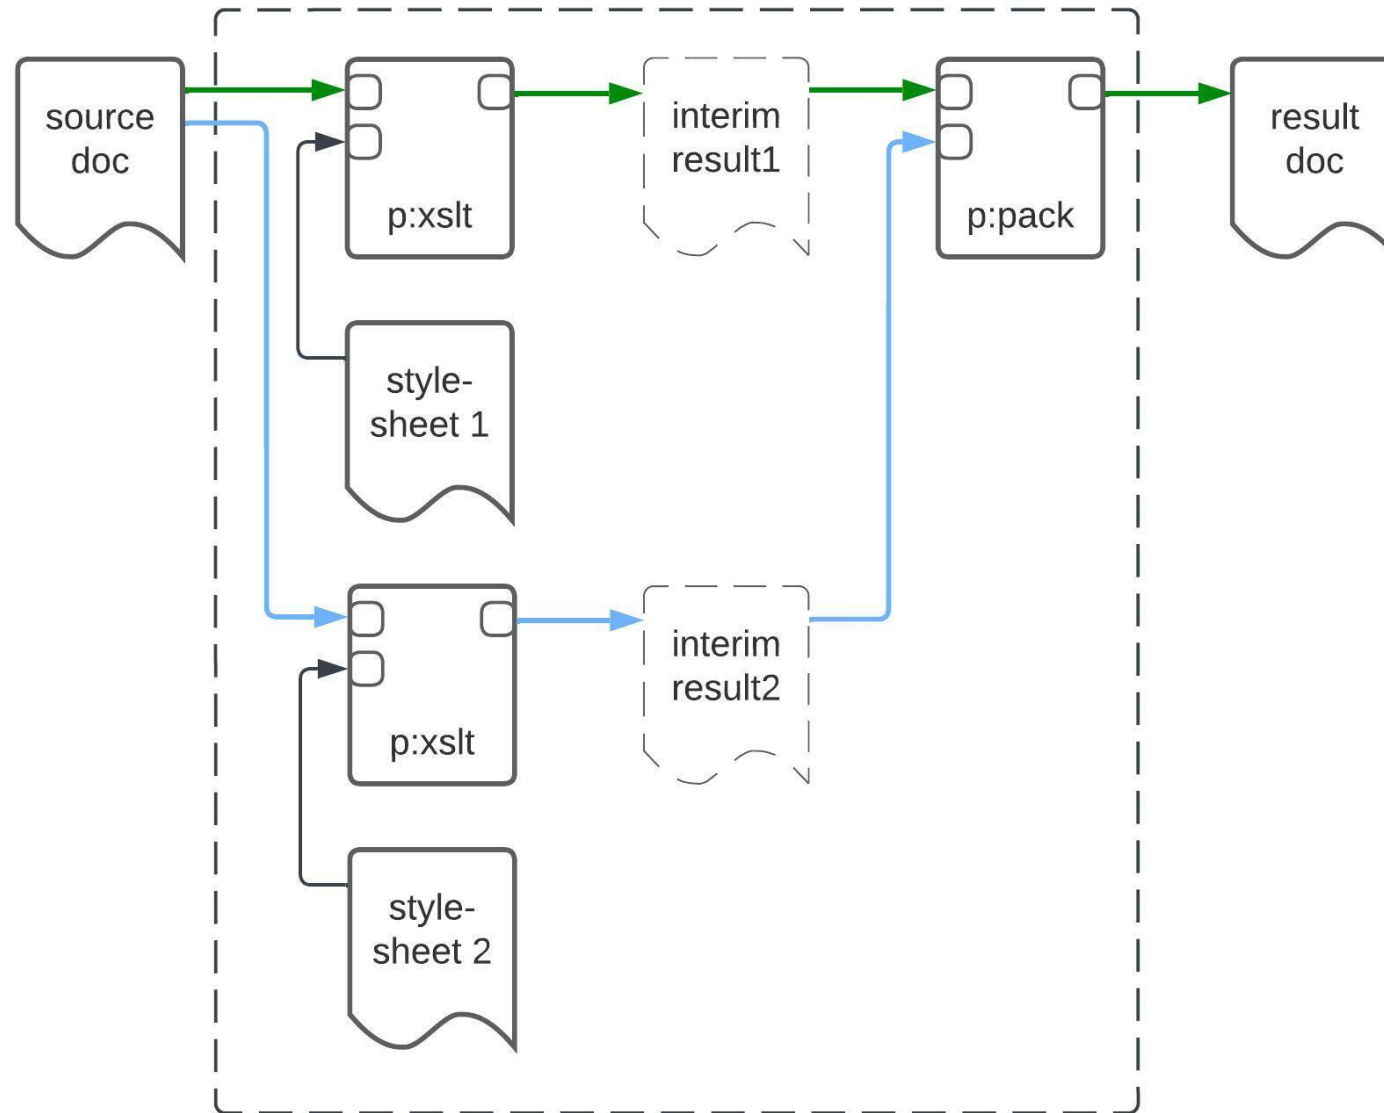 source
doc
p:xslt
interim
result1
p:pack
result
doc
style-
sheet 1
p:xslt
interim
result2
style-
sheet 2